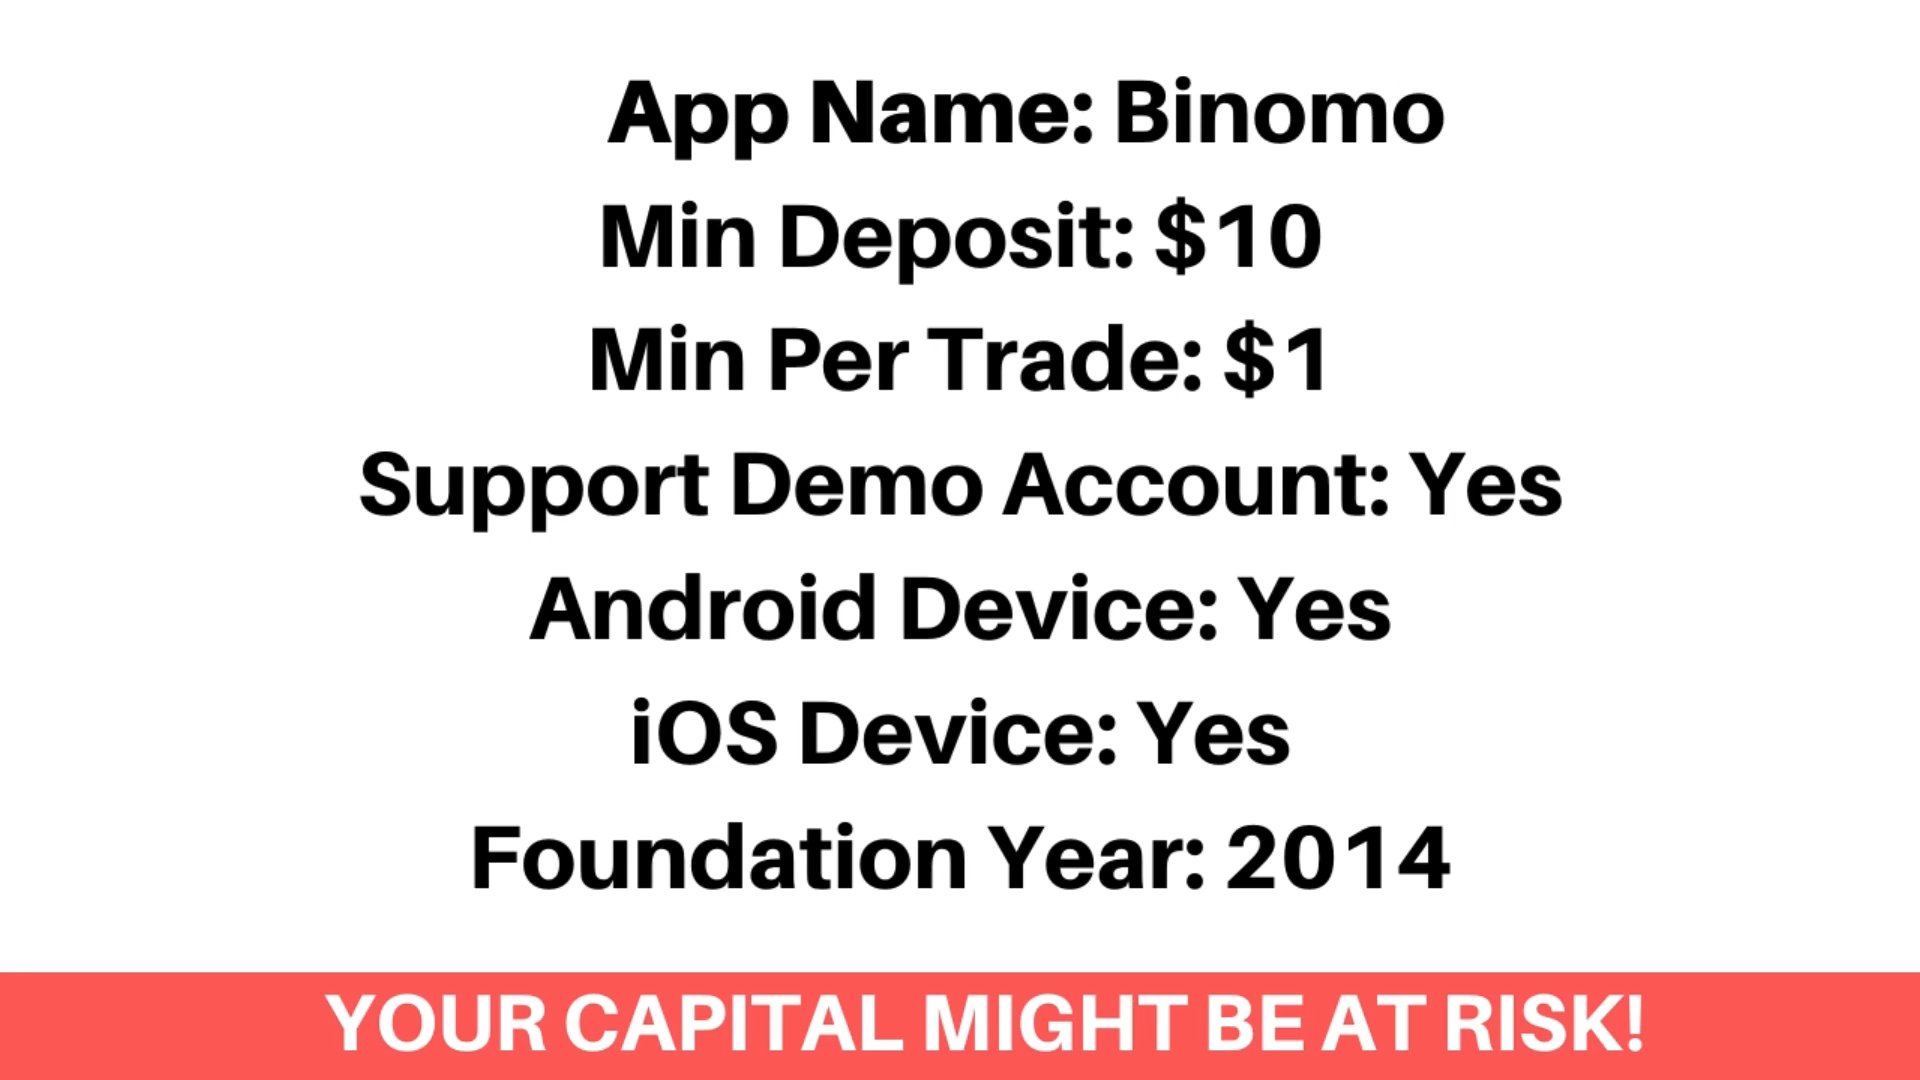 App Name: Binomo
Min Deposit: $10
Min Per Trade: $1
Support Demo Account: Yes
Android Device: Yes
iOS Device: Yes
Foundation Year: 2014
YOUR CAPITAL MIGHT BE AT RISK!